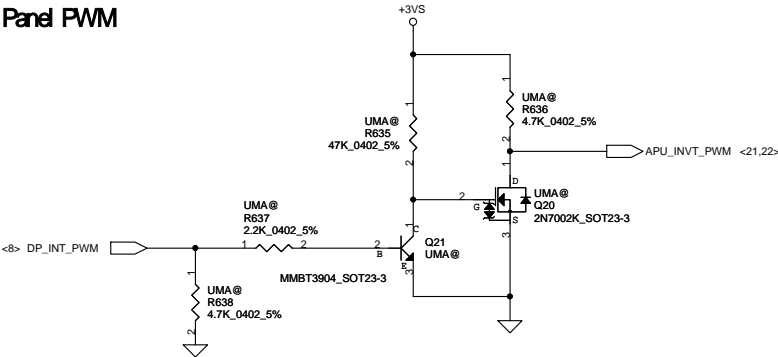 Panel PWM
+3VS
1
UMA@
R635
47K_0402_5%
2
1
UMA@
R636
4.7K_0402_5%
2
APU_INVT_PWM <21,22>
1
D
2
G
S
3
UMA@
Q20
2N7002K_SOT23-3
UMA@
R637
2.2K_0402_5%
<8> DP_INT_PWM
1
2
2
B
C
E
3
Q21
UMA@
MMBT3904_SOT23-3
1
UMA@
R638
4.7K_0402_5%
2